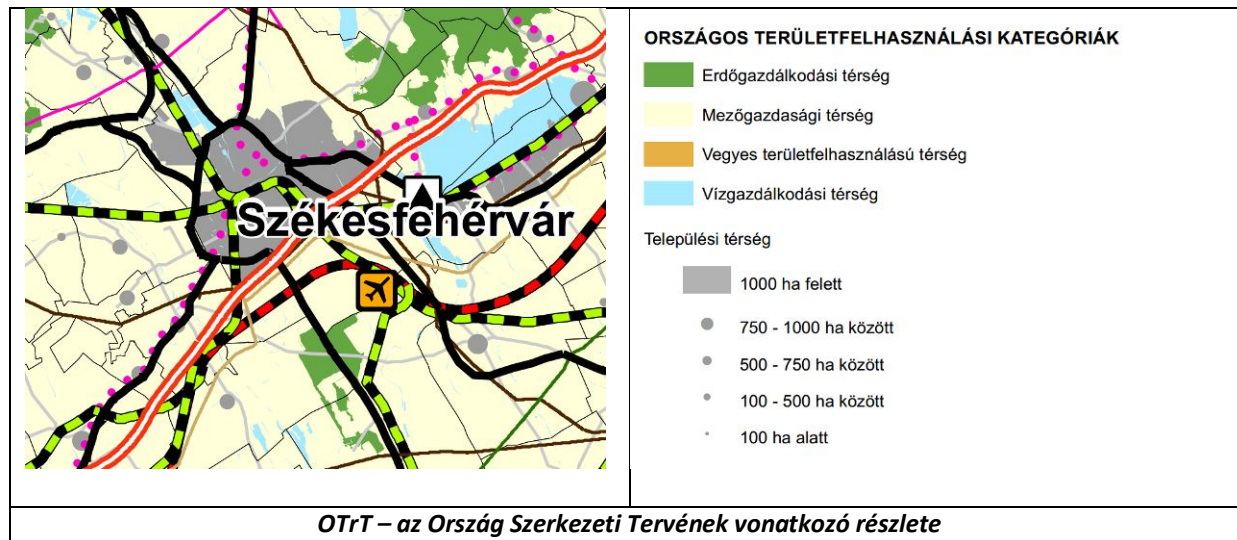 Székesfehérvár
ORSZÁGOS TERÜLETFELHASZNÁLÁSI KATEGÓRIÁK
Erdőgazdálkodási térség
Mezőgazdasági térség
Vegyes területfelhasználású térség
Vízgazdálkodási térség
Települési térség
1000 ha felett
750 - 1000 ha között
500 - 750 ha között
100 - 500 ha között
100 ha alatt
OTrT – az Ország Szerkezeti Tervének vonatkozó részlete